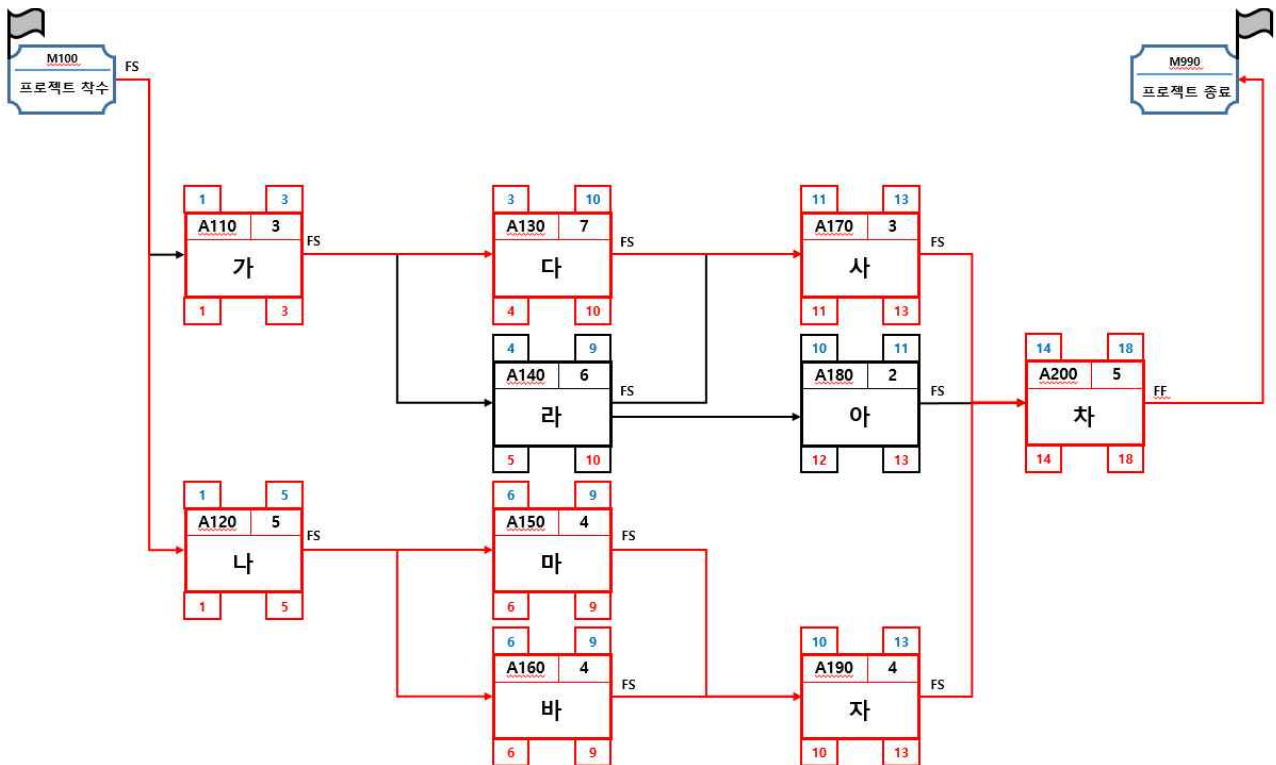 M100
프로젝트 착수
FS
M990
프로젝트 종료
1 3
A110 3
가
FS
1 3
3 10
A130 7
다
FS
4 10
11 13
A170 3
사
FS
11 13
4 9
A140 6
라
FS
5 10
10 11
A180 2
아
FS
12 13
14 18
A200 5
차
FF
14 18
1 5
A120 5
나
FS
1 5
6 9
A150 4
마
FS
6 9
6 9
A160 4
바
FS
6 9
10 13
A190 4
자
FS
10 13